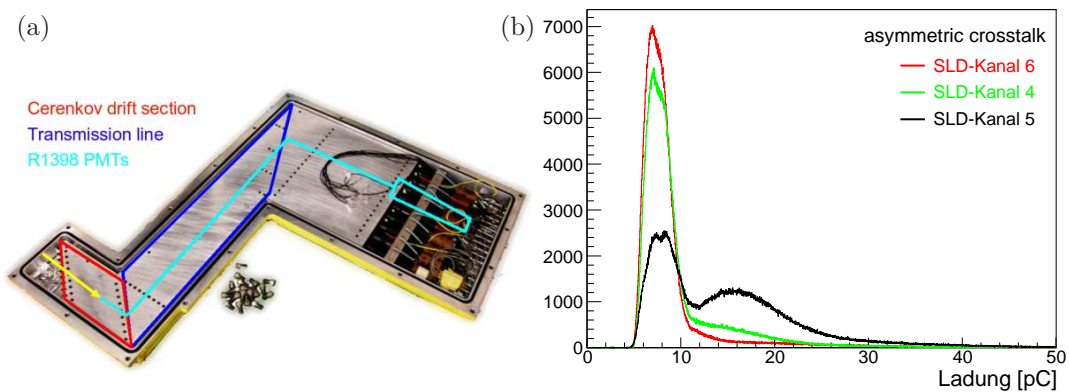 (a)
Cerenkov drift section
Transmission line
R1398 PMTs
(b)
7000
6000
5000
4000
3000
2000
1000
0
0 10 20 30 40 50
Ladung [pC]
asymmetric crosstalk
SLD-Kanal 6
SLD-Kanal 4
SLD-Kanal 5